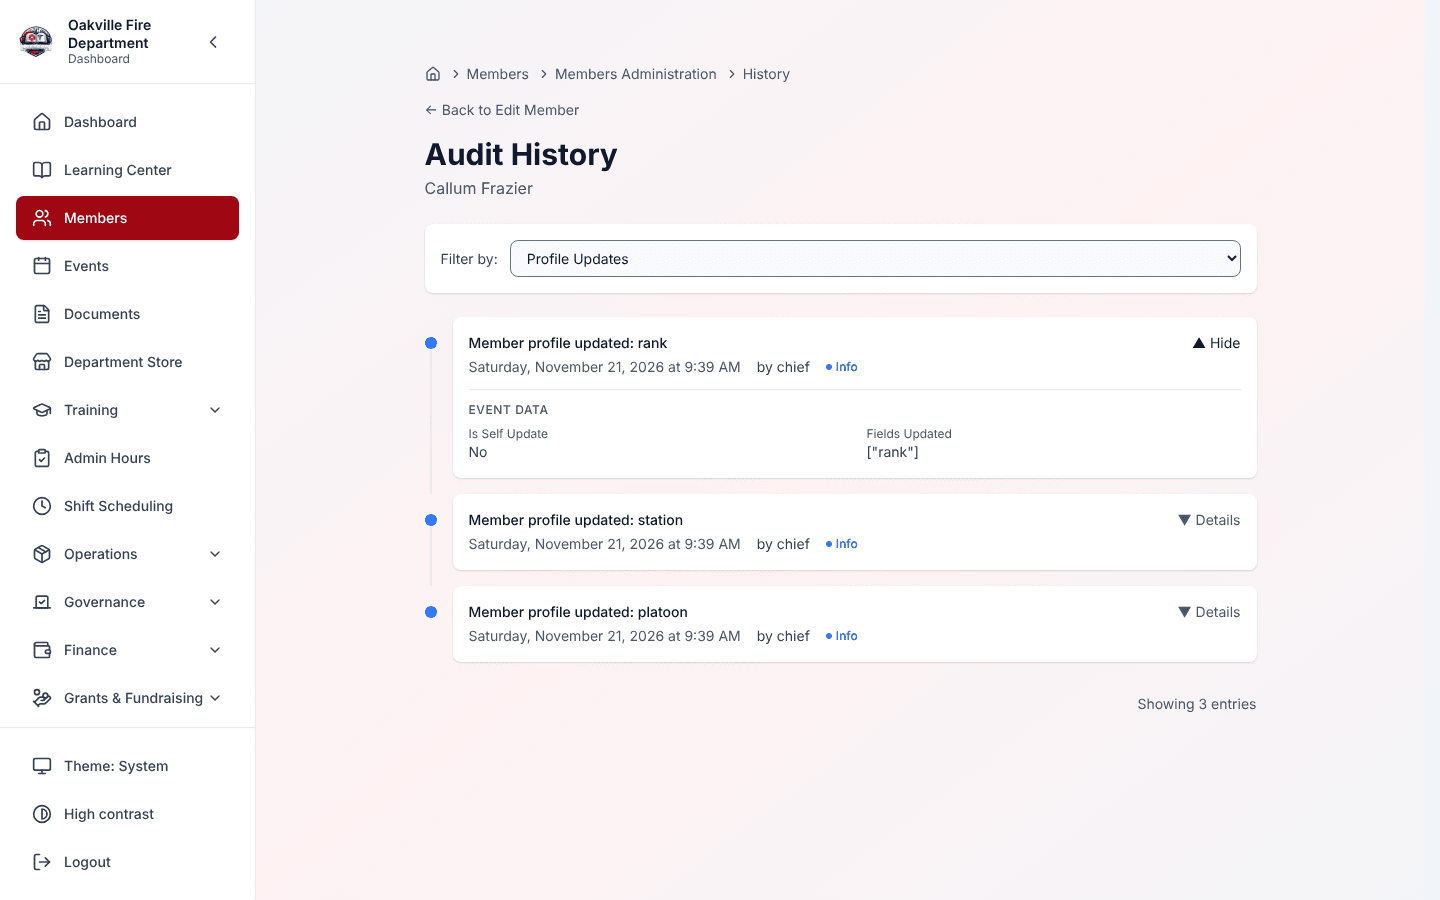 Oakville Fire
Department
Dashboard
Dashboard
Learning Center
Members
Events
Documents
Department Store
Training
Admin Hours
Shift Scheduling
Operations
Governance
Finance
Grants & Fundraising
Theme: System
High contrast
Logout
Members
Members Administration
History
← Back to Edit Member
Audit History
Callum Frazier
Filter by:
Profile Updates
Member profile updated: rank
▲ Hide
Saturday, November 21, 2026 at 9:39 AM by chief Info
EVENT DATA
Is Self Update
Fields Updated
No
["rank"]
Member profile updated: station
▼ Details
Saturday, November 21, 2026 at 9:39 AM by chief Info
Member profile updated: platoon
▼ Details
Saturday, November 21, 2026 at 9:39 AM by chief Info
Showing 3 entries